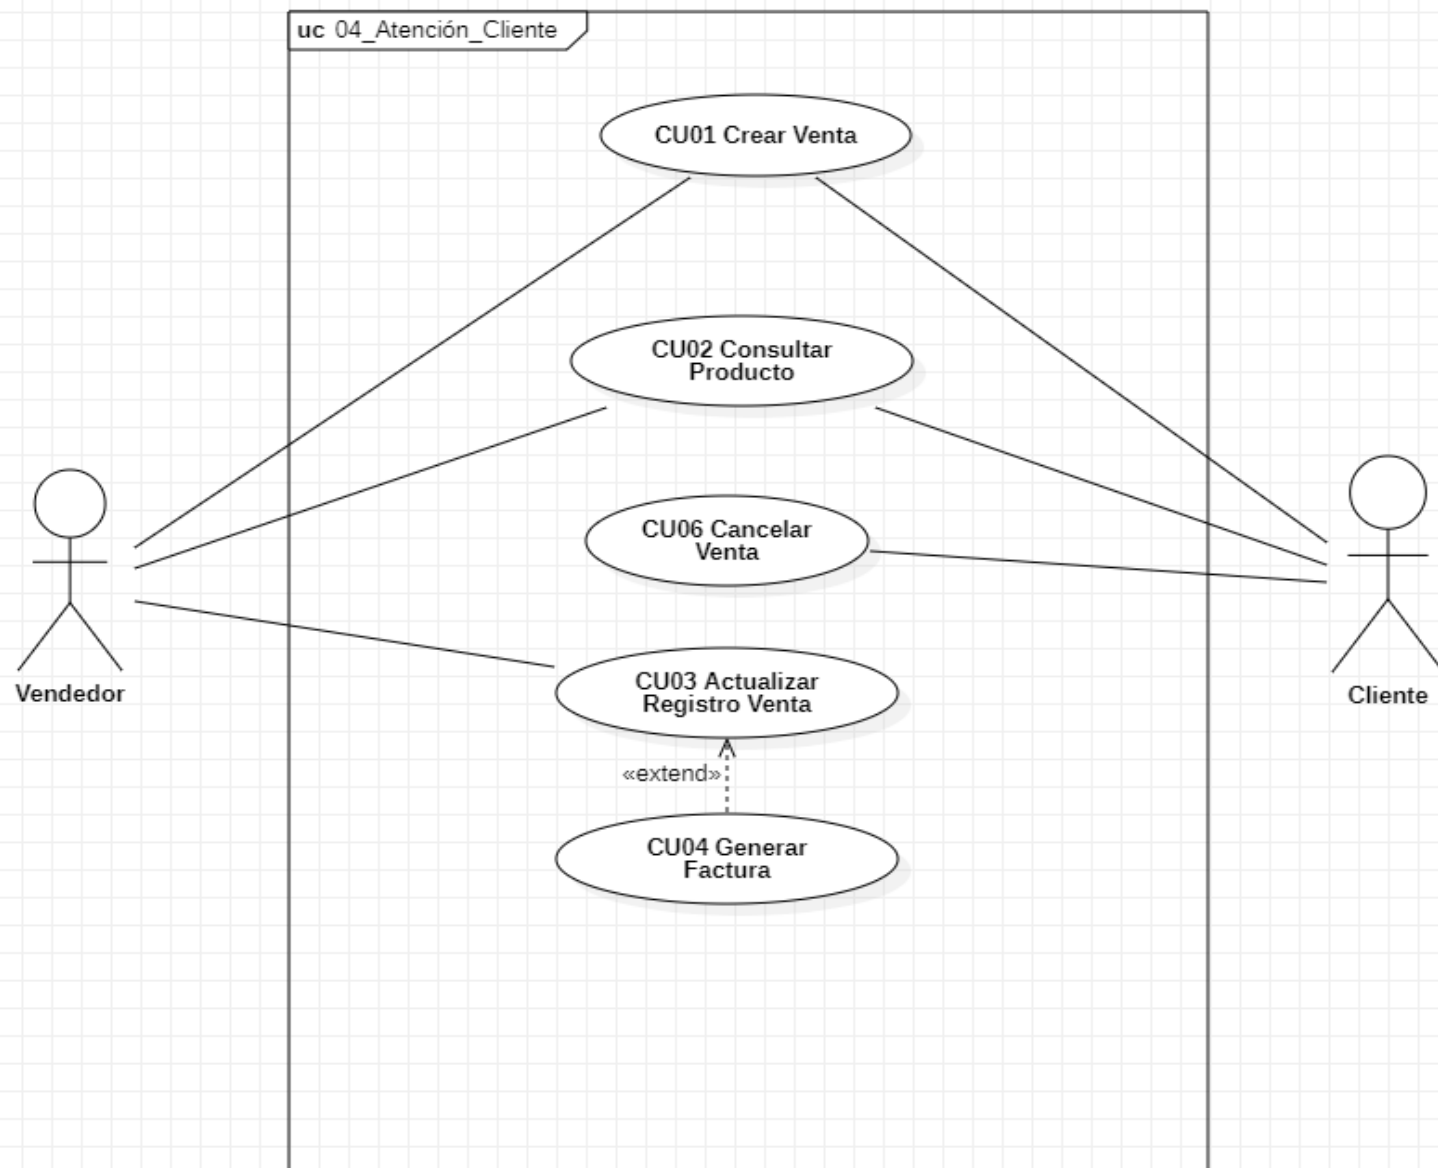 uc 04_Atención_Cliente
CU01 Crear Venta
CU02 Consultar
Producto
CU06 Cancelar
Venta
CU03 Actualizar
Registro Venta
Vendedor
Cliente
«extend»
CU04 Generar
Factura